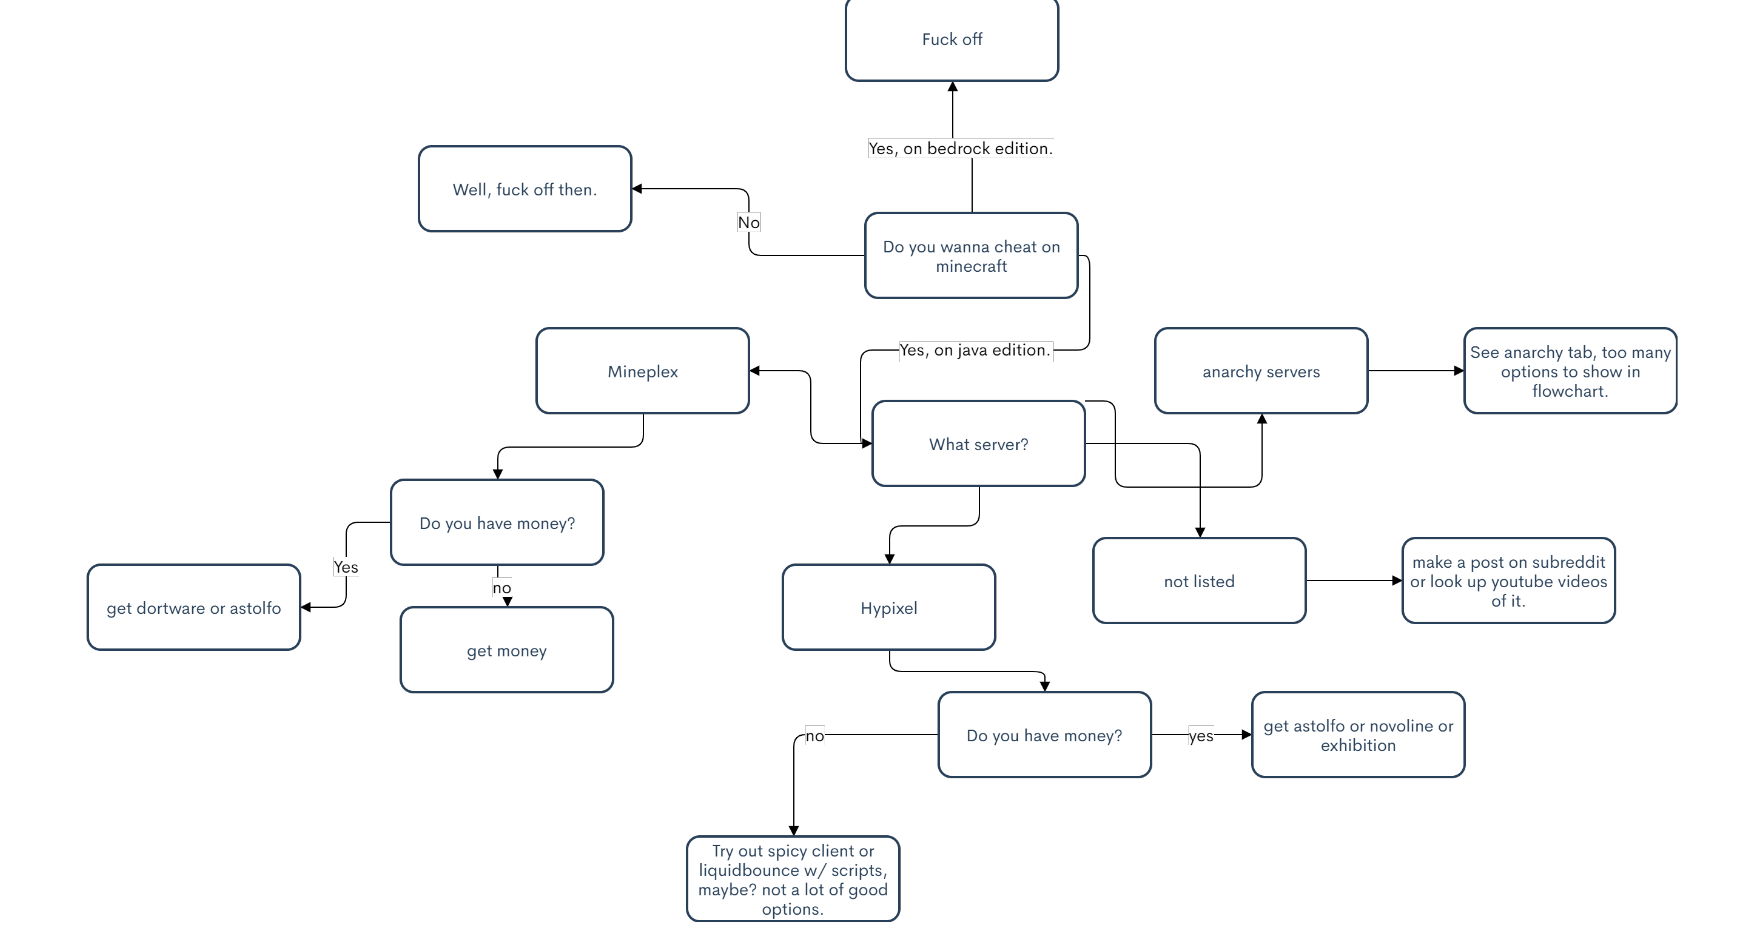 Fuck off
Yes, on bedrock edition.
Well, fuck off then.
No
Do you wanna cheat on
minecraft
Yes, on java edition.
Mineplex
What server?
anarchy servers
See anarchy tab, too many
options to show in
flowchart.
Do you have money?
Yes
get dortware or astolfo
no
get money
Hypixel
not listed
make a post on subreddit
or look up youtube videos
of it.
Do you have money?
no
yes
get astolfo or novoline or
exhibition
Try out spicy client or
liquidbounce w/ scripts,
maybe? not a lot of good
options.